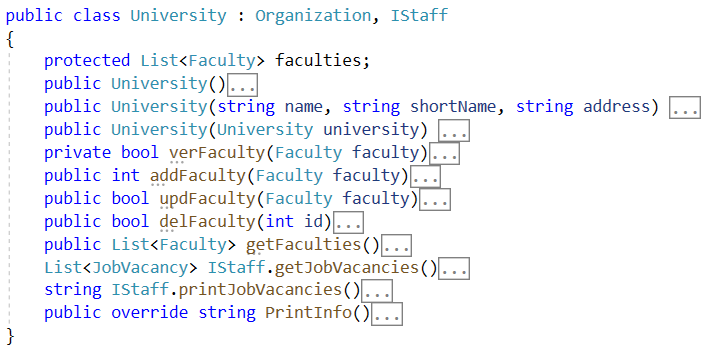 public class University : Organization, IStaff
{
protected List<Faculty> faculties;
public University()...
public University(string name, string shortName, string address) ...
public University(University university) ...
private bool verFaculty(Faculty faculty)...
public int addFaculty(Faculty faculty)...
public bool updFaculty(Faculty faculty)...
public bool delFaculty(int id)...
public List<Faculty> getFaculties()...
List<JobVacancy> IStaff.getJobVacancies()...
string IStaff.printJobVacancies()...
public override string PrintInfo()...
}